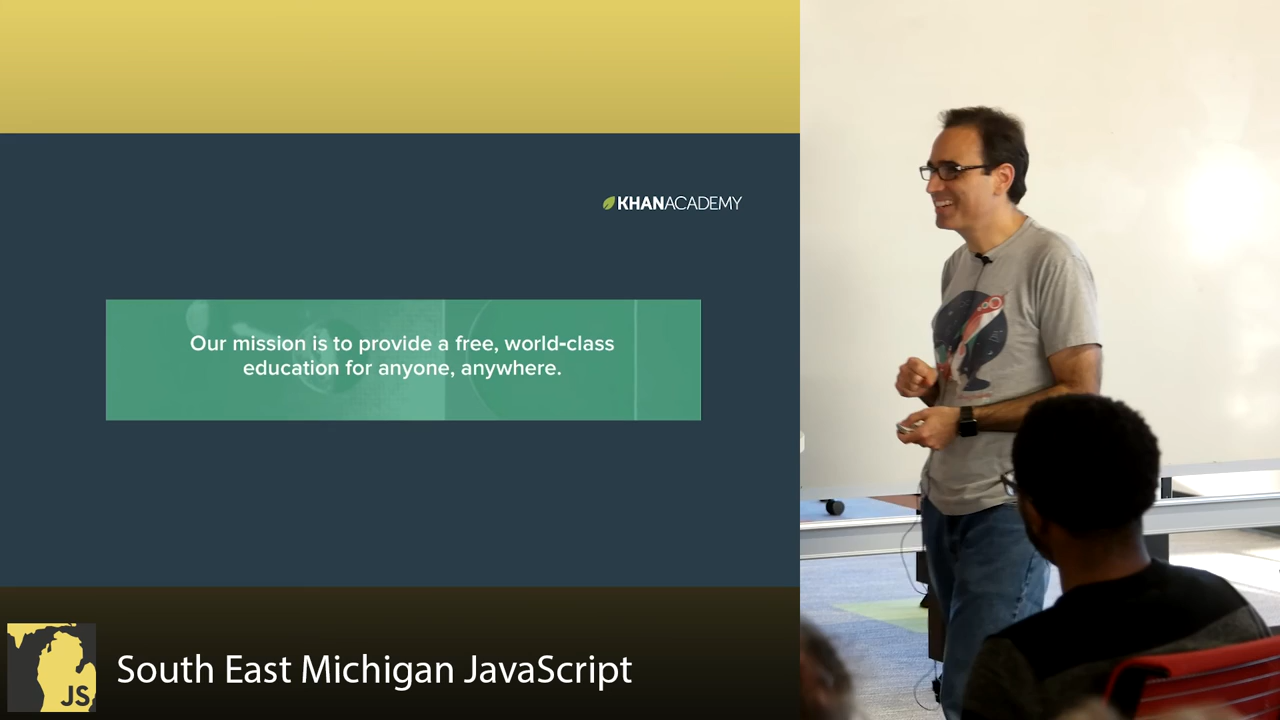 KHANACADEMY
Our mission is to provide a free, world-class
education for anyone, anywhere.
JS
South East Michigan JavaScript